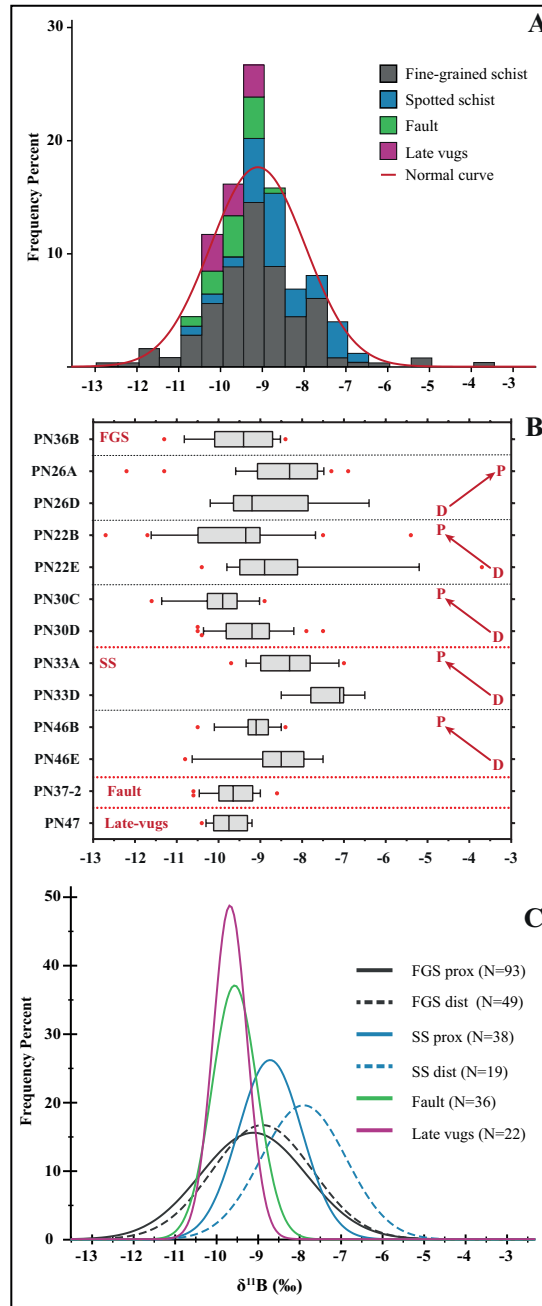 A
30
20
10
Frequency Percent
Fine-grained schist
Spotted schist
Fault
Late vugs
Normal curve
-13 -12 -11 -10 -9 -8 -7 -6 -5 -4 -3
B
PN36B FGS
PN26A P
PN26D D
PN22B P
PN22E D
PN30C P
PN30D D
PN33A SS P
PN33D D
PN46B P
PN46E D
PN37-2 Fault
PN47 Late-vugs
-13 -12 -11 -10 -9 -8 -7 -6 -5 -4 -3
C
50
40
30
20
10
0
Frequency Percent
FGS prox (N=93)
FGS dist (N=49)
SS prox (N=38)
SS dist (N=19)
Fault (N=36)
Late vugs (N=22)
-13 -12 -11 -10 -9 -8 -7 -6 -5 -4 -3
δ¹¹B (‰)